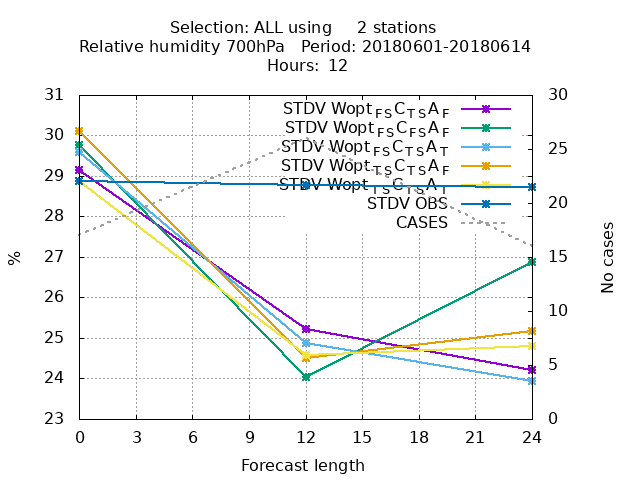 Selection: ALL using 2 stations
Relative humidity 700hPa Period: 20180601-20180614
Hours: 12
31
30
29
28
27
26
25
24
23
30
25
20
15
10
5
0
STDV Wopt FS C TS A F
STDV Wopt FS C FS A F
STDV Wopt FS C TS A T
STDV Wopt FS C TS A F
STDV Wopt
STDV OBS
CASES
%
No cases
0 3 6 9 12 15 18 21 24
Forecast length